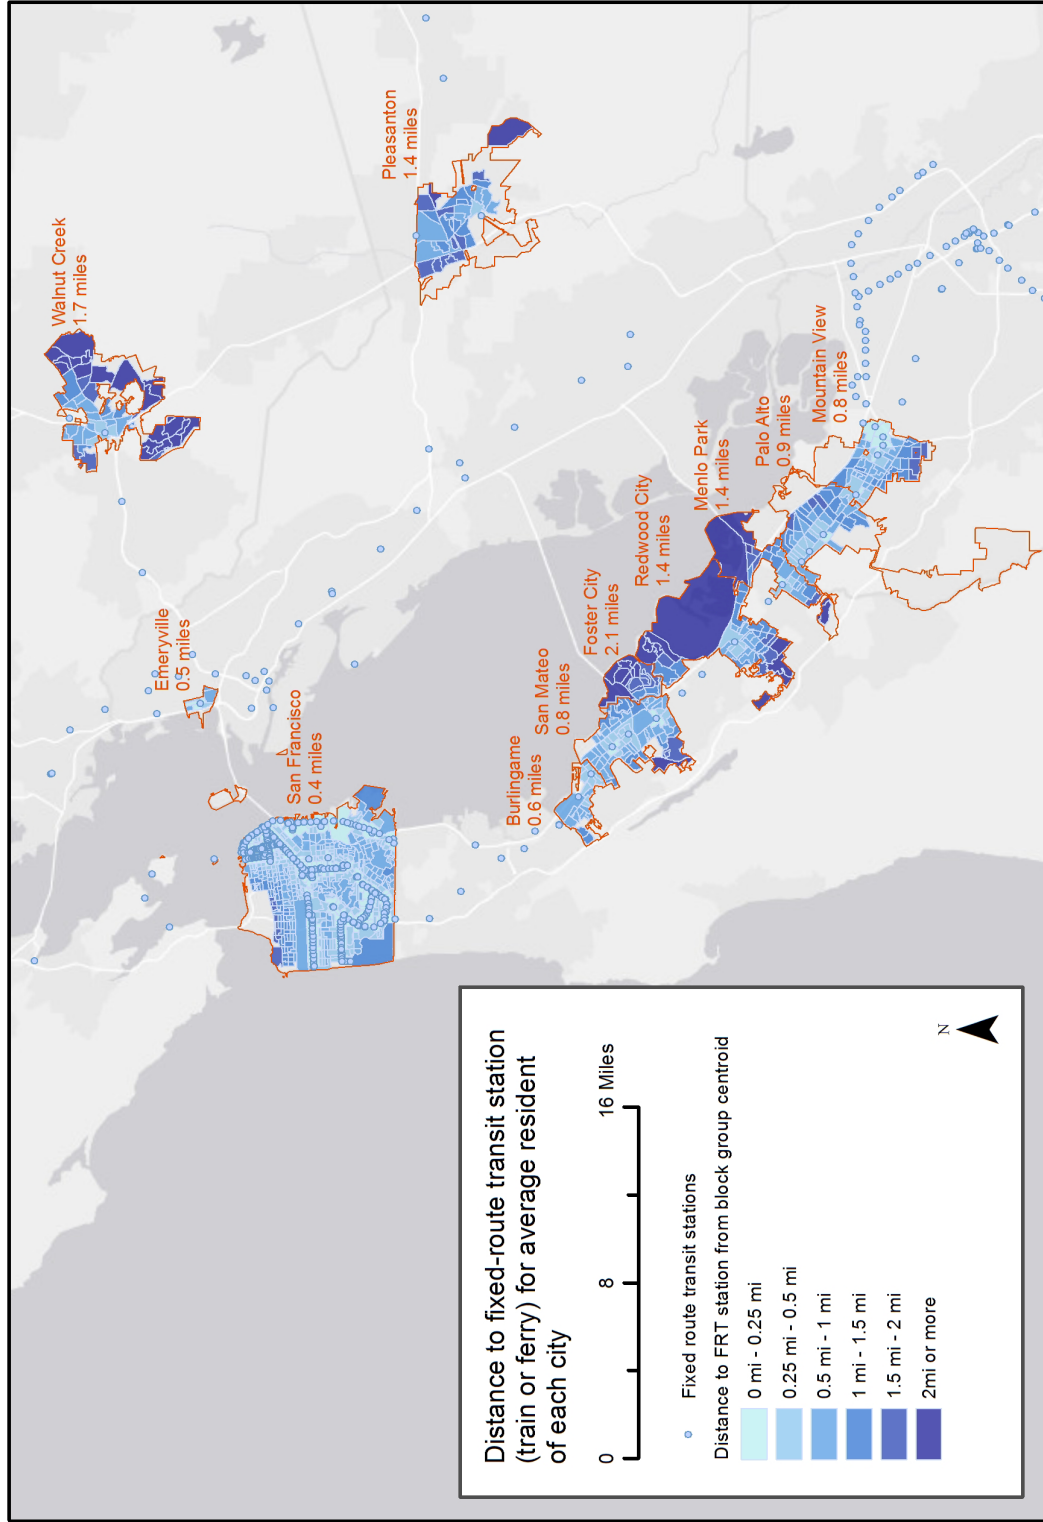 Walnut Creek
1.7 miles
Pleasanton
1.4 miles
Emeryville
0.5 miles
San Francisco
0.4 miles
Burlingame
0.6 miles
San Mateo
0.8 miles
Foster City
2.1 miles
Redwood City
1.4 miles
Menlo Park
1.4 miles
Palo Alto
0.9 miles
Mountain View
0.8 miles
Distance to fixed-route transit station
(train or ferry) for average resident
of each city
0 8 16 Miles
Fixed route transit stations
Distance to FRT station from block group centroid
0 mi - 0.25 mi
0.25 mi - 0.5 mi
0.5 mi - 1 mi
1 mi - 1.5 mi
1.5 mi - 2 mi
2mi or more
N